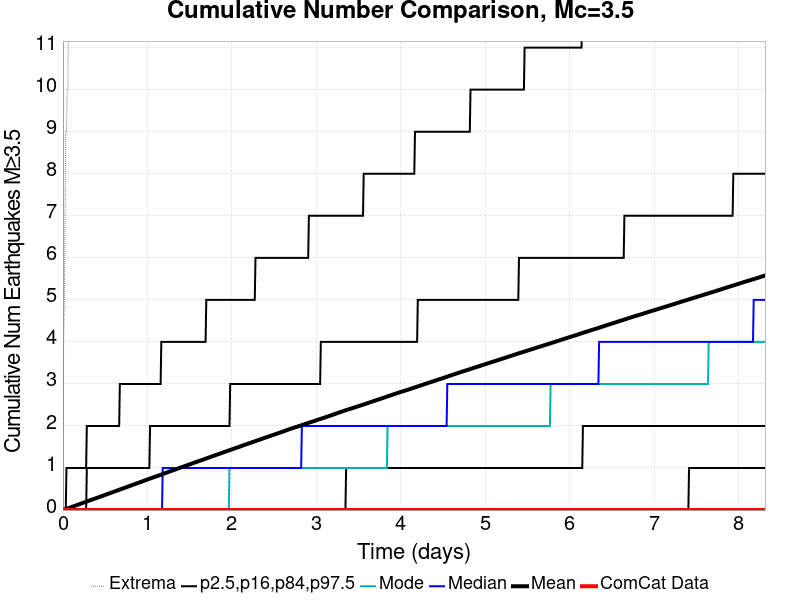 Cumulative Number Comparison, Mc=3.5
Cumulative Num Earthquakes M≥3.5
11
10
9
8
7
6
5
4
3
2
1
0
0 1 2 3 4 5 6 7 8
Time (days)
Extrema p2.5,p16,p84,p97.5 Mode Median Mean ComCat Data